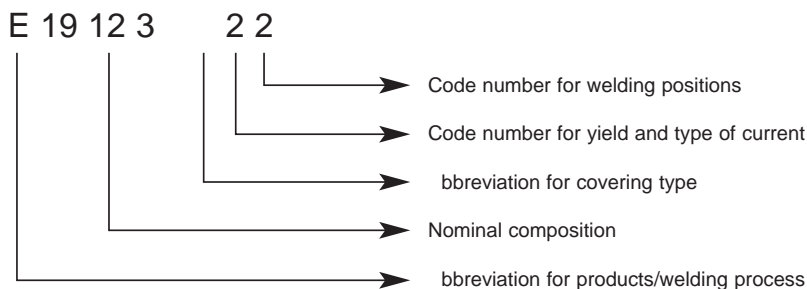 E 19 12 3 2 2
Code number for welding positions
Code number for yield and type of current
bbreviation for covering type
Nominal composition
bbreviation for products/welding process